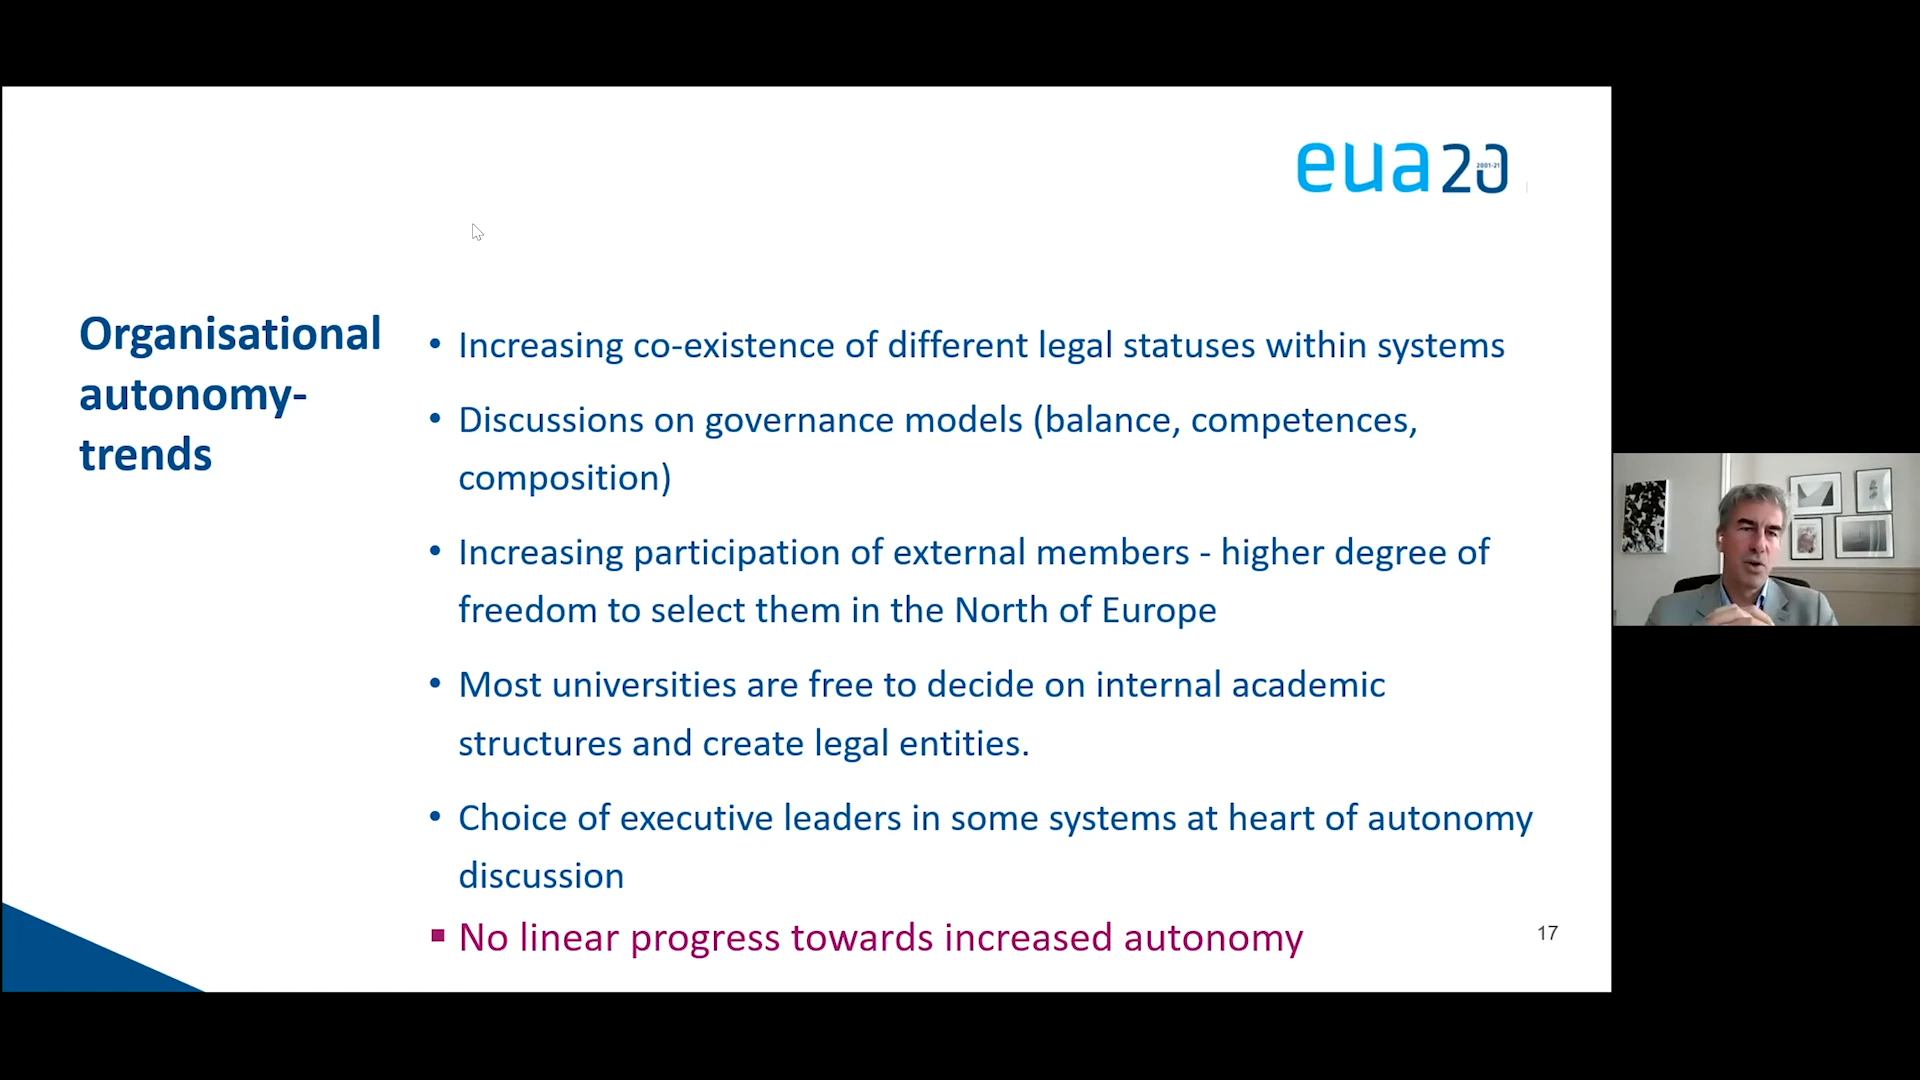 eua20
2001-21
Organisational
autonomy-
trends
• Increasing co-existence of different legal statuses within systems
• Discussions on governance models (balance, competences,
composition)
• Increasing participation of external members - higher degree of
freedom to select them in the North of Europe
• Most universities are free to decide on internal academic
structures and create legal entities.
• Choice of executive leaders in some systems at heart of autonomy
discussion
▪ No linear progress towards increased autonomy
17